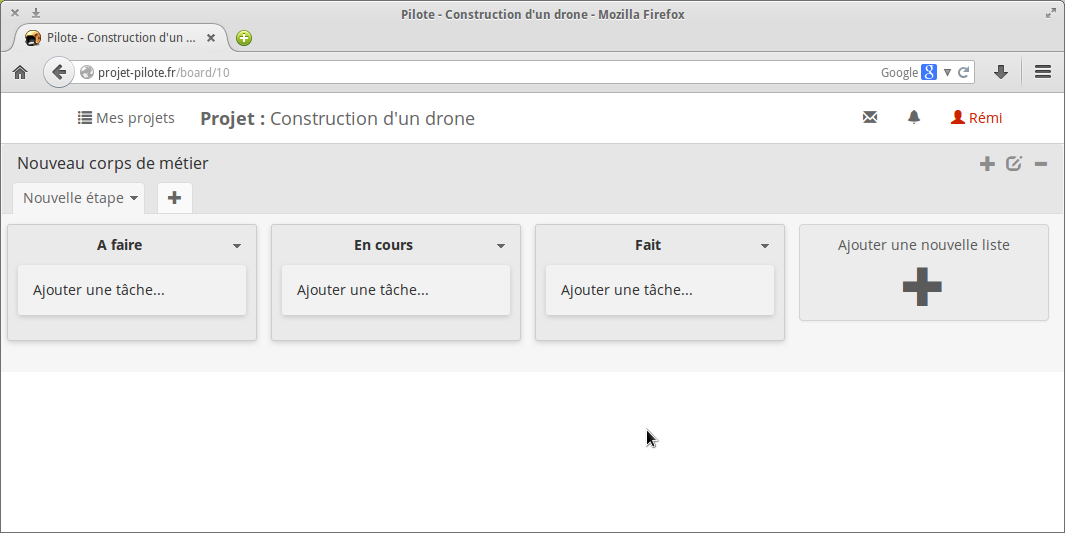 Pilote - Construction d'un drone - Mozilla Firefox
Pilote - Construction d'un ...
projet-pilote.fr/board/10
Google
Mes projets
Projet : Construction d'un drone
Rémi
Nouveau corps de métier
Nouvelle étape
A faire
En cours
Fait
Ajouter une nouvelle liste
Ajouter une tâche...
Ajouter une tâche...
Ajouter une tâche...